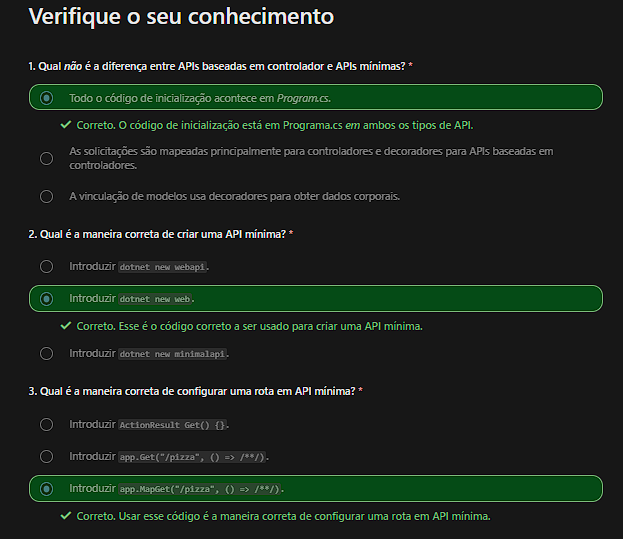 Verifique o seu conhecimento
1. Qual não é a diferença entre APIs baseadas em controlador e APIs mínimas? *
Todo o código de inicialização acontece em Program.cs.
Correto. O código de inicialização está em Programa.cs em ambos os tipos de API.
As solicitações são mapeadas principalmente para controladores e decoradores para APIs baseadas em
controladores.
A vinculação de modelos usa decoradores para obter dados corporais.
2. Qual é a maneira correta de criar uma API mínima? *
Introduzir dotnet new webapi.
Introduzir dotnet new web.
Correto. Esse é o código correto a ser usado para criar uma API mínima.
Introduzir dotnet new minimalapi.
3. Qual é a maneira correta de configurar uma rota em API mínima? *
Introduzir ActionResult Get() {}.
Introduzir app.Get("/pizza", () => /**/).
Introduzir app.MapGet("/pizza", () => /**/).
Correto. Usar esse código é a maneira correta de configurar uma rota em API mínima.